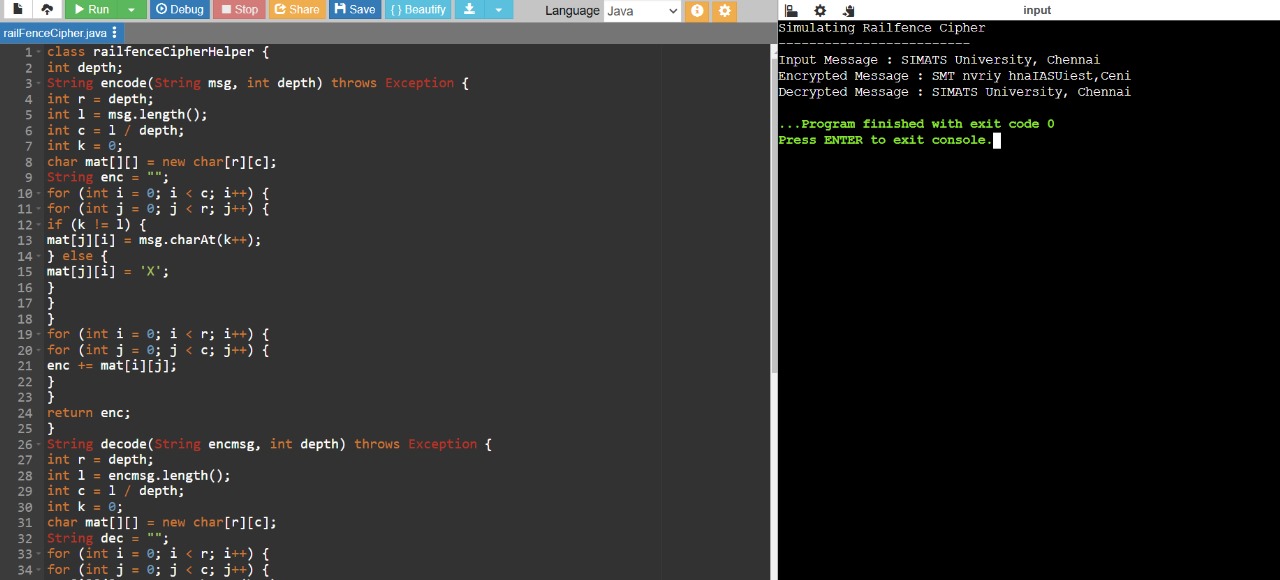 Run Debug Stop Share Save { } Beautify Language Java
railFenceCipher.java
1 class railfenceCipherHelper {
2 int depth;
3 String encode(String msg, int depth) throws Exception {
4 int r = depth;
5 int l = msg.length();
6 int c = l / depth;
7 int k = 0;
8 char mat[][] = new char[r][c];
9 String enc = "";
10 for (int i = 0; i < c; i++) {
11 for (int j = 0; j < r; j++) {
12 if (k != l) {
13 mat[j][i] = msg.charAt(k++);
14 } else {
15 mat[j][i] = 'X';
16 }
17 }
18 }
19 for (int i = 0; i < r; i++) {
20 for (int j = 0; j < c; j++) {
21 enc += mat[i][j];
22 }
23 }
24 return enc;
25 }
26 String decode(String encmsg, int depth) throws Exception {
27 int r = depth;
28 int l = encmsg.length();
29 int c = l / depth;
30 int k = 0;
31 char mat[][] = new char[r][c];
32 String dec = "";
33 for (int i = 0; i < r; i++) {
34 for (int j = 0; j < c; j++) {
input
Simulating Railfence Cipher
-------------------------
Input Message : SIMATS University, Chennai
Encrypted Message : SMT nvriy hnaIASUiest,Ceni
Decrypted Message : SIMATS University, Chennai
...Program finished with exit code 0
Press ENTER to exit console.